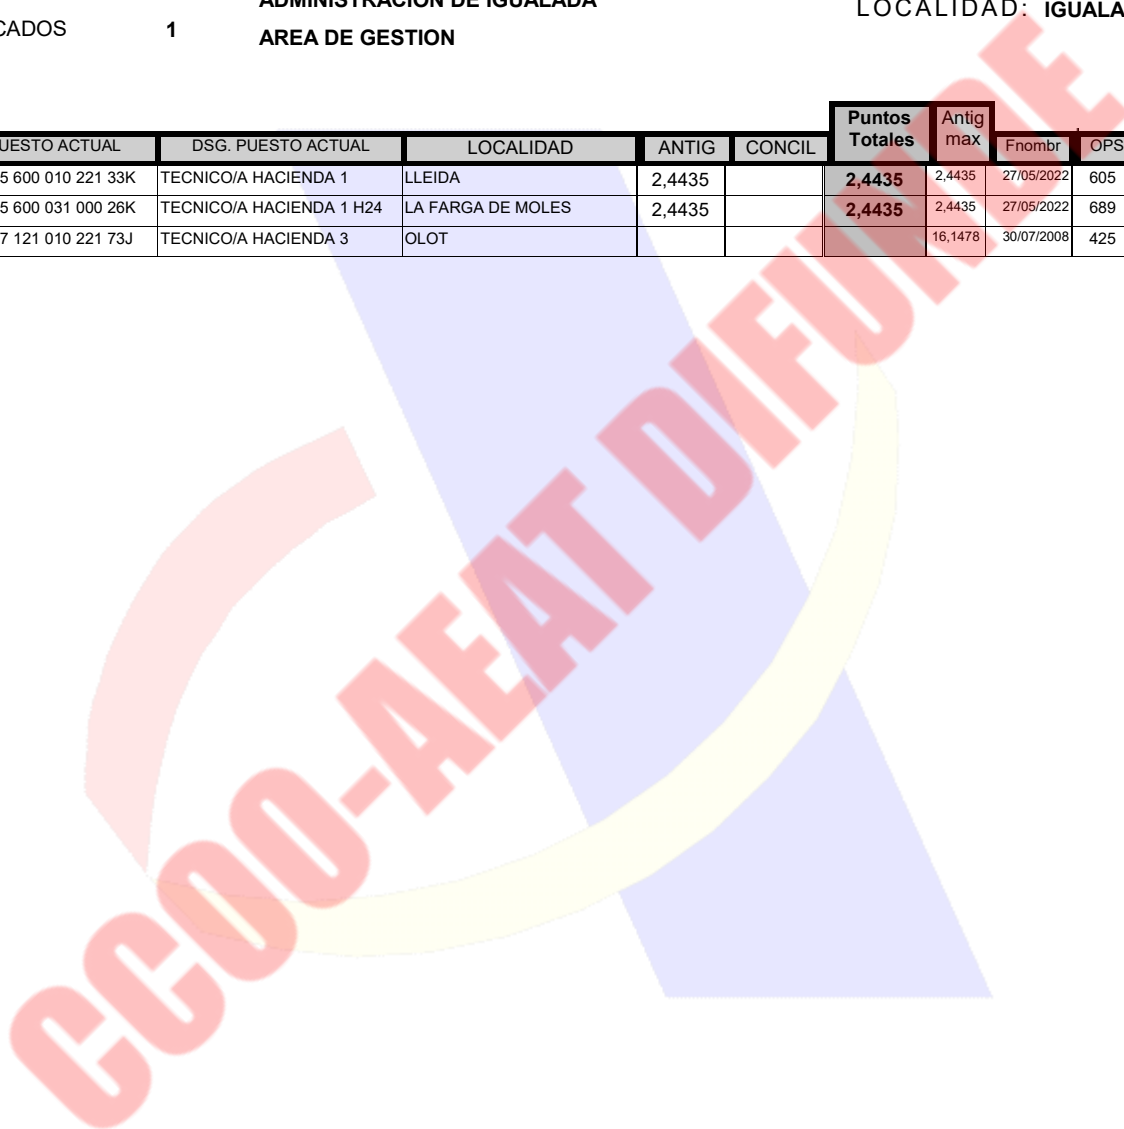 ADMINISTRACION DE IGUALADA
LOCALIDAD: IGUALA
CADOS 1 AREA DE GESTION
UESTO ACTUAL DSG. PUESTO ACTUAL LOCALIDAD ANTIG CONCIL Puntos Totales Antig max Fnombr OPS
5 600 010 221 33K TECNICO/A HACIENDA 1 LLEIDA 2,4435 2,4435 2,4435 27/05/2022 605
5 600 031 000 26K TECNICO/A HACIENDA 1 H24 LA FARGA DE MOLES 2,4435 2,4435 2,4435 27/05/2022 689
7 121 010 221 73J TECNICO/A HACIENDA 3 OLOT 16,1478 30/07/2008 425
CCOO-AEAT DIFUNDE